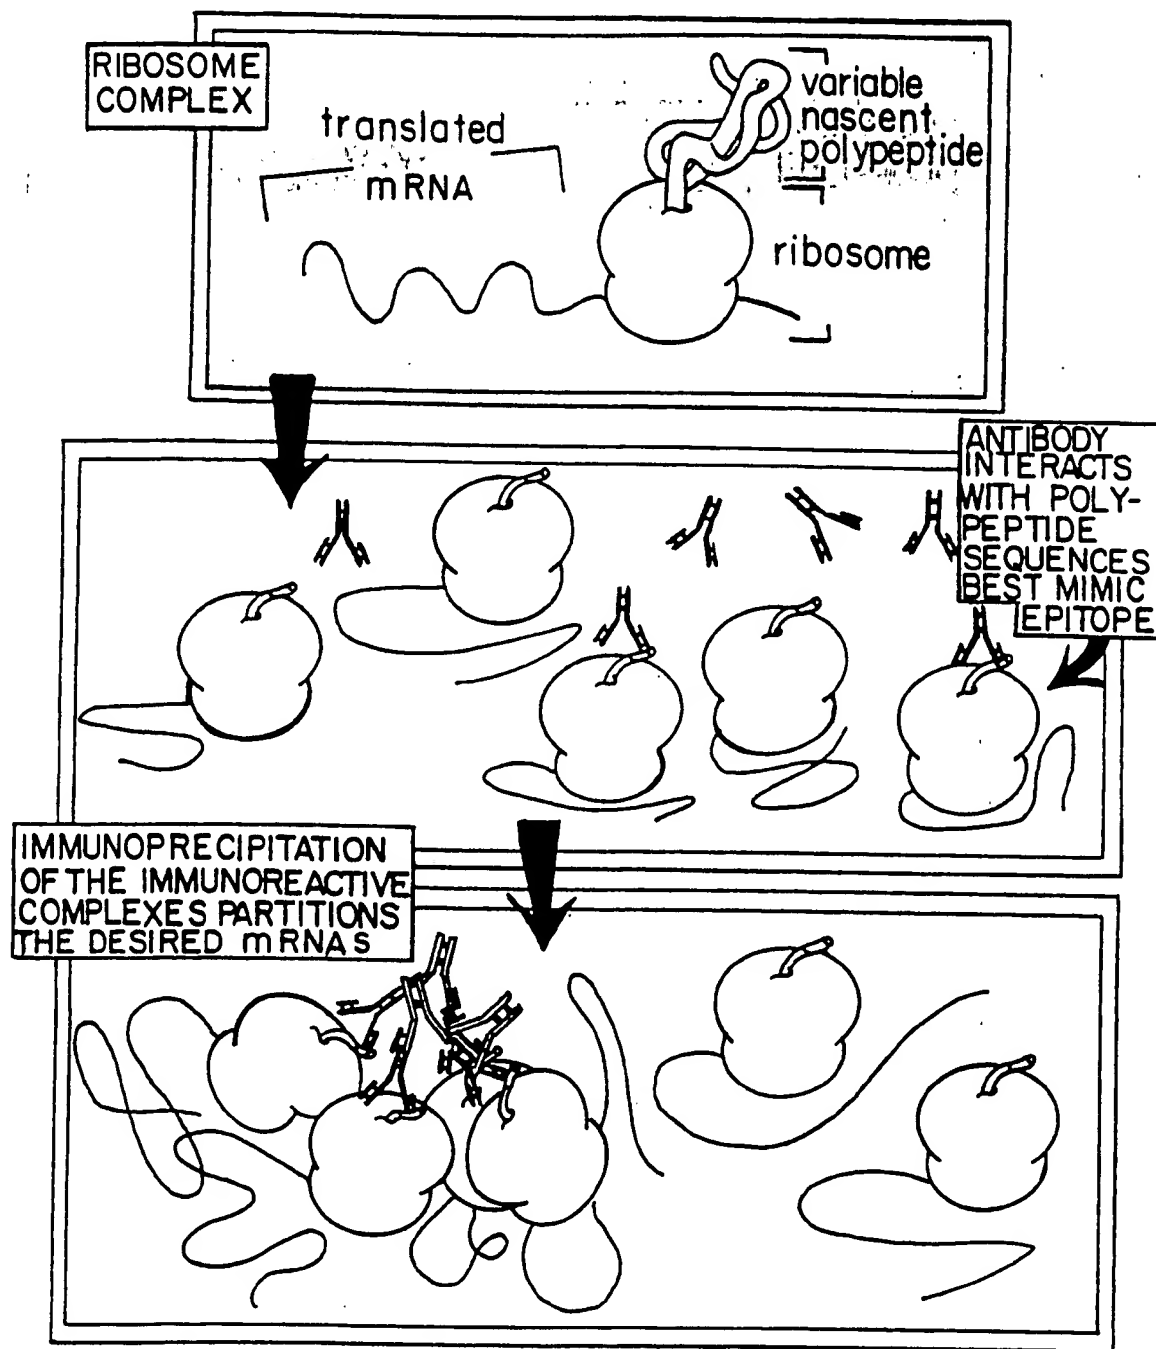 RIBOSOME
COMPLEX
translated
mRNA
variable
nascent
polypeptide
ribosome
ANTIBODY
INTERACTS
WITH POLY-
PEPTIDE
SEQUENCES
BEST MIMIC
EPITOPE
IMMUNOPRECIPITATION
OF THE IMMUNOREACTIVE
COMPLEXES PARTITIONS
THE DESIRED mRNAS